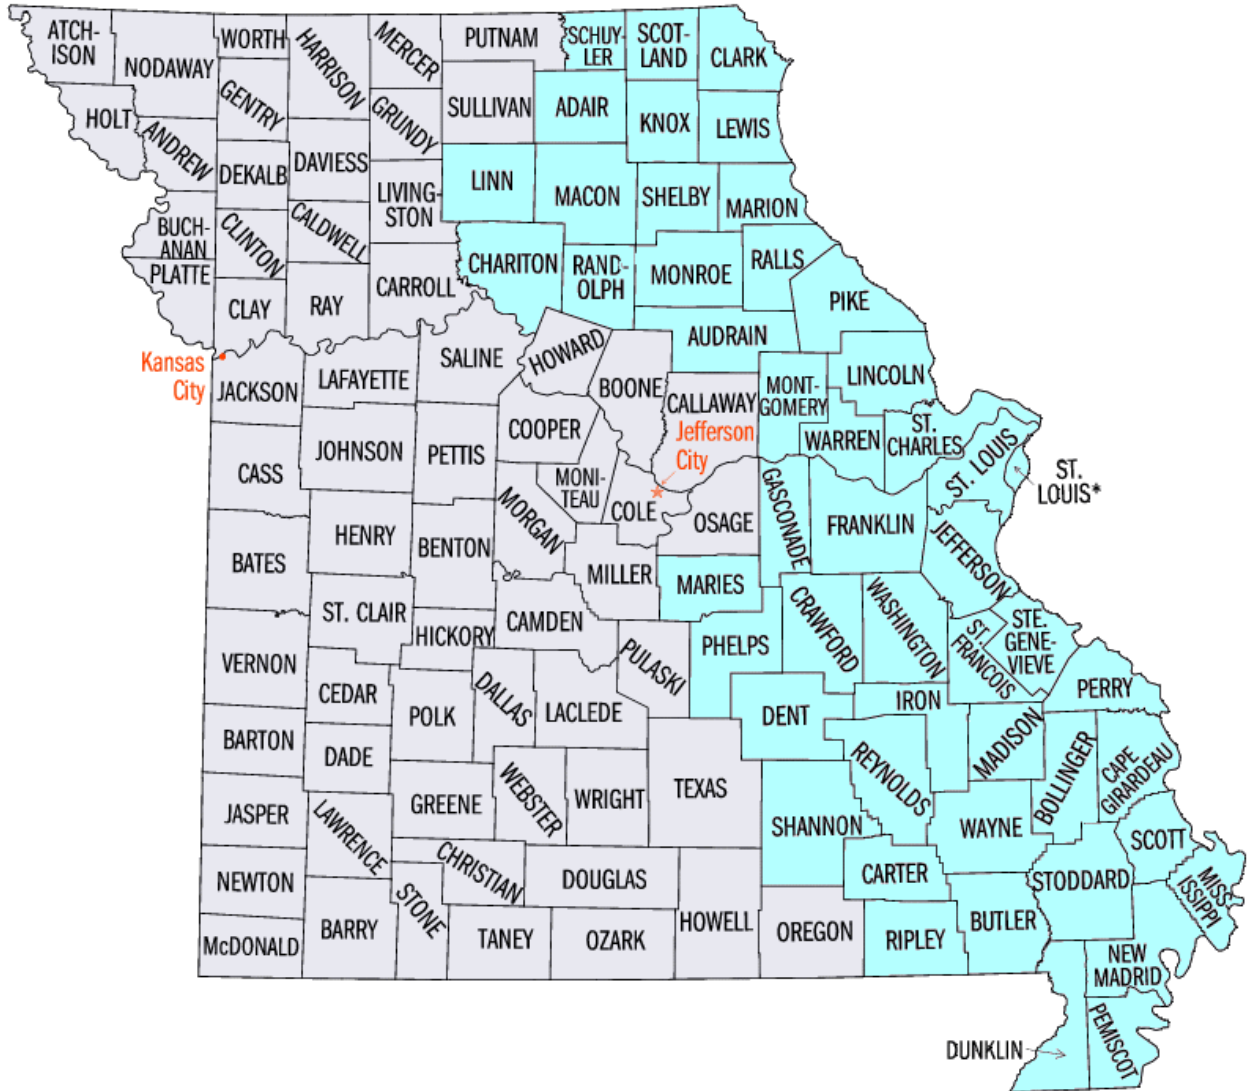 ATCH-
ISON
NODAWAY
WORTH
HARRISON
MERCER
PUTNAM
SCHUY-
LER
SCOT-
LAND
CLARK
HOLT
ANDREW
GENTRY
GRUNDY
SULLIVAN
ADAIR
KNOX
LEWIS
DEKALB
DAVIESS
LIVING-
STON
LINN
MACON
SHELBY
MARION
BUCH-
ANAN
CLINTON
CALDWELL
PLATTE
CLAY
RAY
CARROLL
CHARITON
RAND-
OLPH
MONROE
RALLS
PIKE
AUDRAIN
Kansas
City
JACKSON
LAFAYETTE
SALINE
HOWARD
BOONE
CALLAWAY
MONT-
GOMERY
LINCOLN
Jefferson
City
WARREN
ST.
CHARLES
ST. LOUIS
ST.
LOUIS*
CASS
JOHNSON
PETTIS
COOPER
MONI-
TEAU
COLE
OSAGE
GASCONADE
FRANKLIN
JEFFERSON
BATES
HENRY
BENTON
MORGAN
MILLER
MARIES
ST. CLAIR
HICKORY
CAMDEN
PULASKI
PHELPS
CRAWFORD
WASHINGTON
ST.
FRANCOIS
STE.
GENE-
VIEVE
PERRY
VERNON
CEDAR
POLK
DALLAS
LACLEDE
DENT
IRON
MADISON
BOLLINGER
CAPE
GIRARDEAU
BARTON
DADE
GREENE
WEBSTER
WRIGHT
TEXAS
REYNOLDS
SHANNON
WAYNE
SCOTT
JASPER
LAWRENCE
CHRISTIAN
DOUGLAS
CARTER
STODDARD
MISS-
ISSIPPI
NEWTON
BARRY
STONE
TANEY
OZARK
HOWELL
OREGON
RIPLEY
BUTLER
McDONALD
NEW
MADRID
DUNKLIN
PEMISCOT